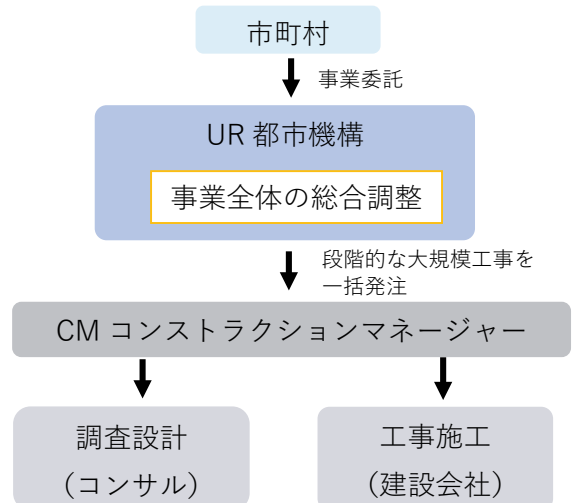 市町村
事業委託
UR 都市機構
事業全体の総合調整
段階的な大規模工事を
一括発注
CM コンストラクションマネージャー
調査設計
（コンサル）
工事施工
（建設会社）